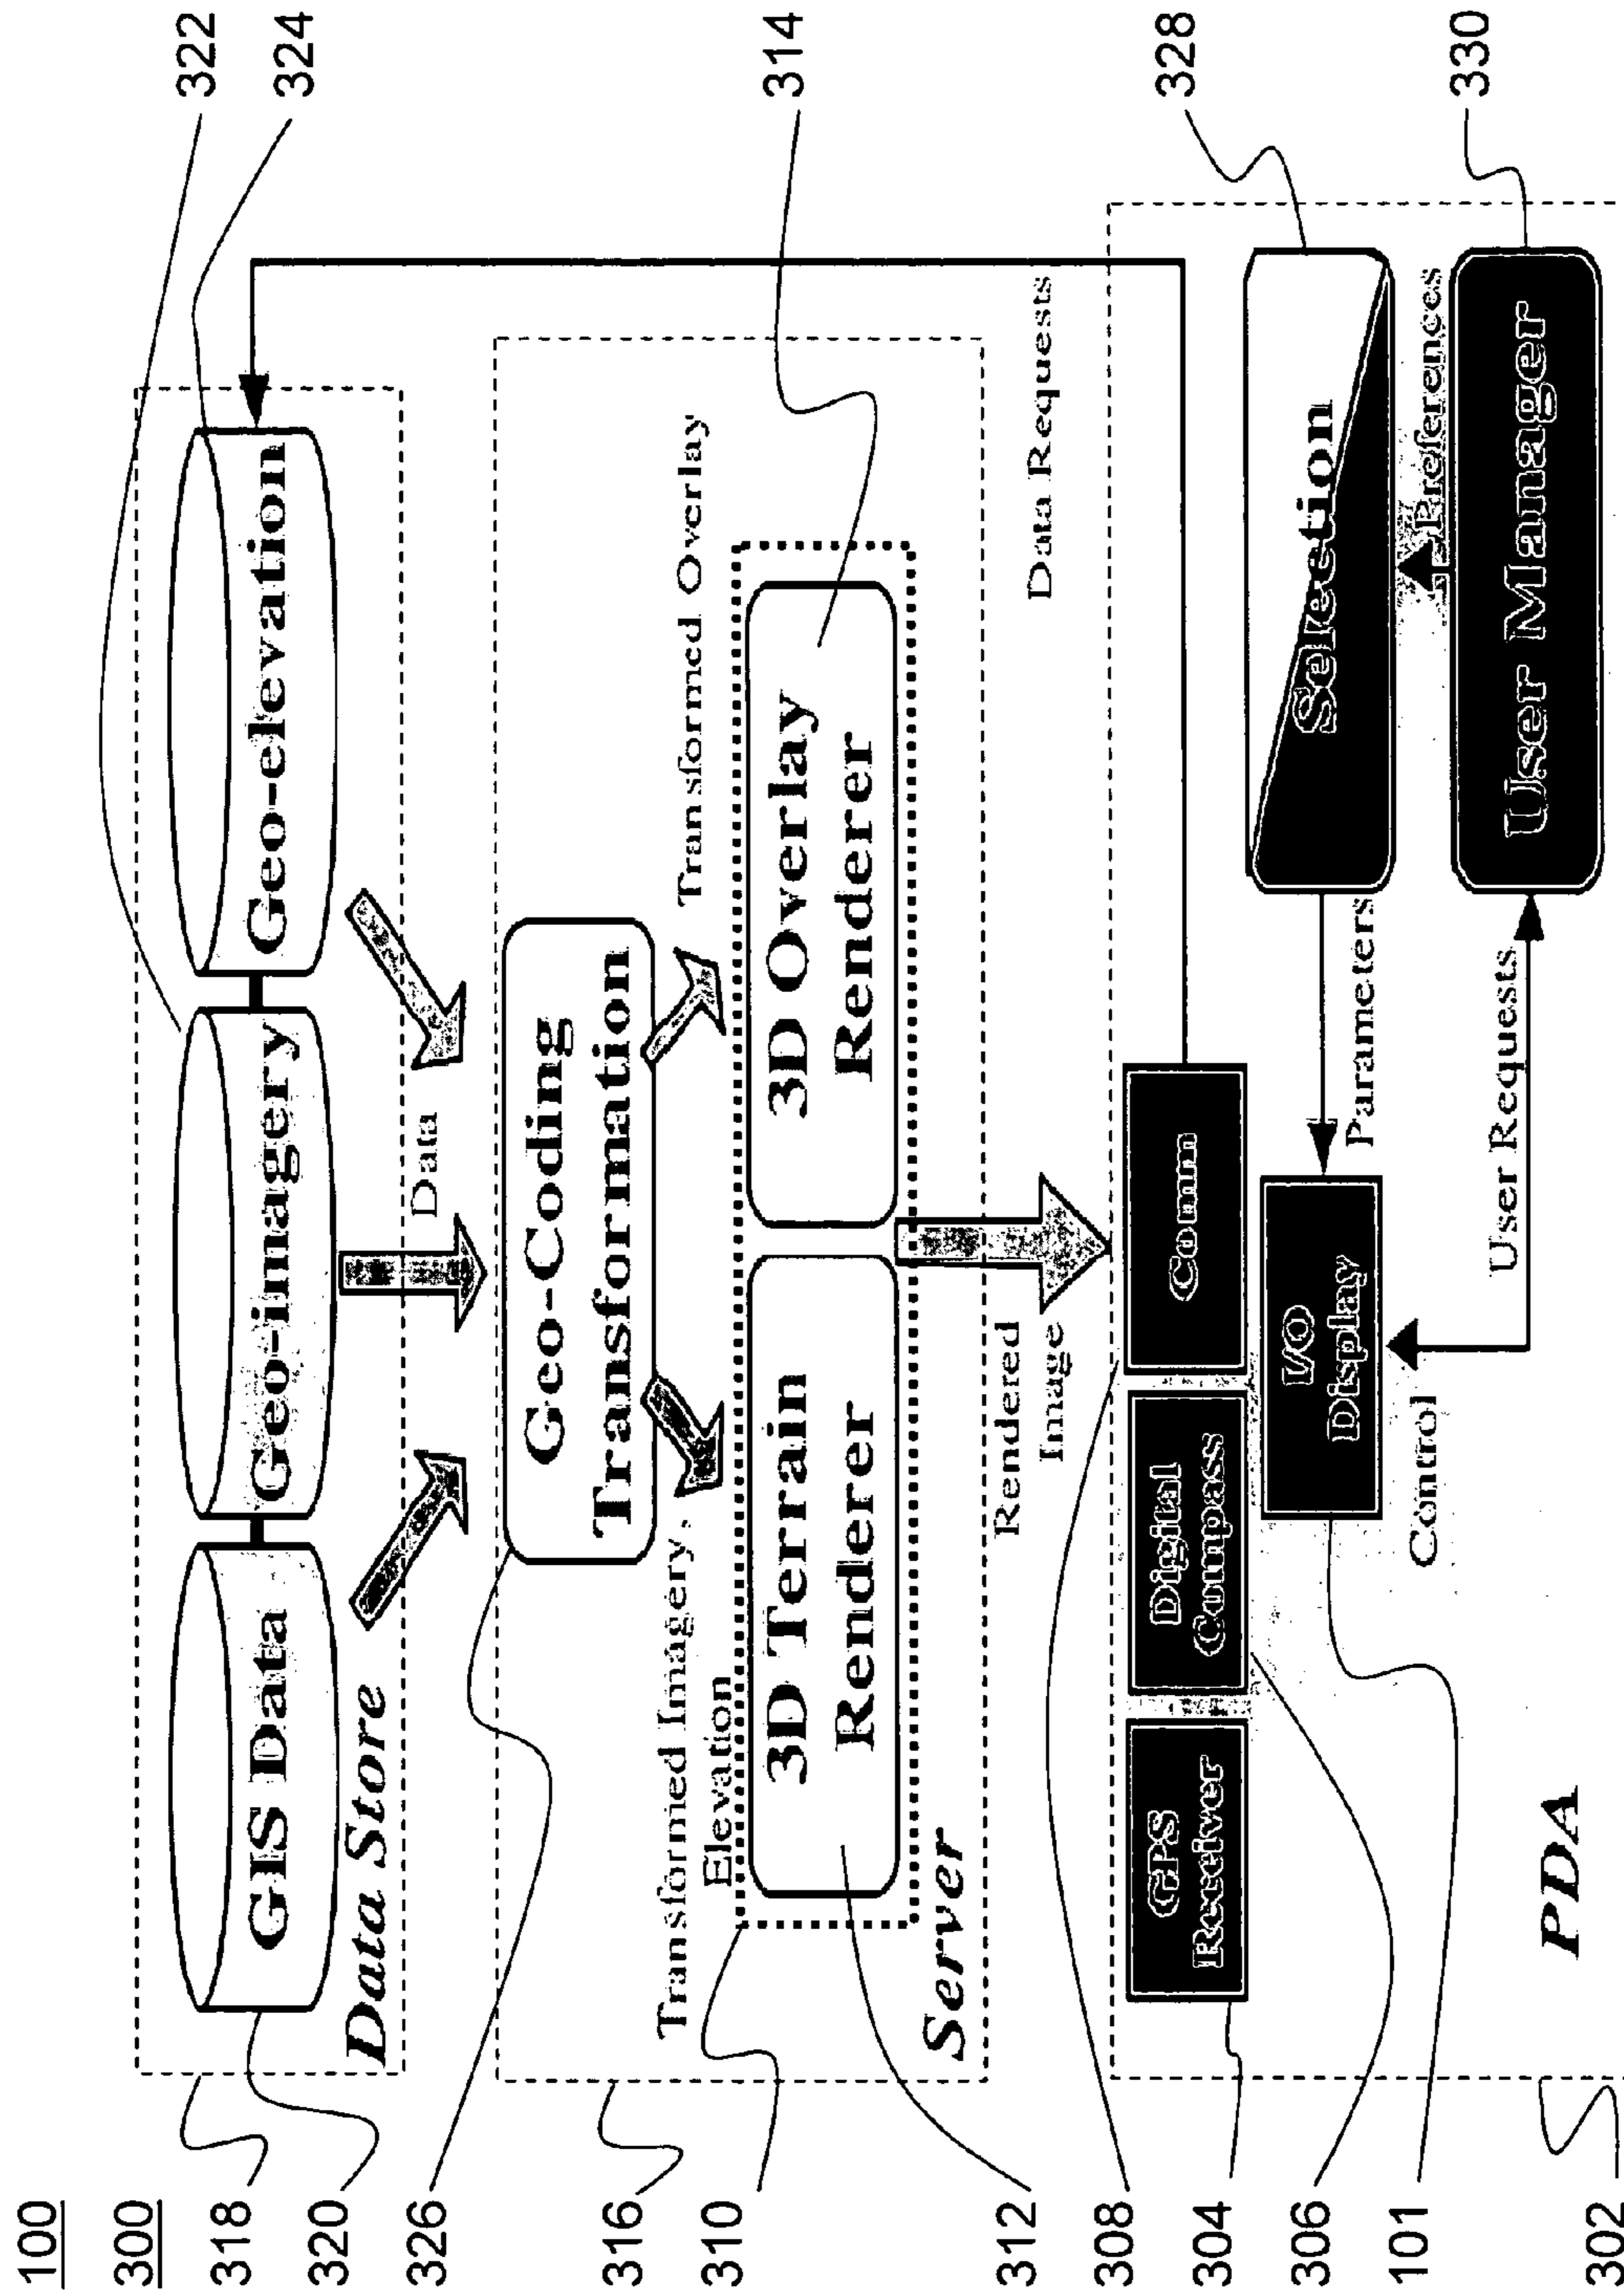 100
300
318
320
326
316
310
312
308
304
306
101
302
322
324
314
328
330
GIS Data
Geo-imagery
Geo-elevation
Data Store
Data
Geo-Coding
Transformation
Transformed Imagery,
Elevation
Transformed Overlay
3D Terrain
Renderer
3D Overlay
Renderer
Server
Rendered
Image
Data Requests
GPS
Receiver
Digital
Compass
Comm
I/O
Display
Parameters
Selection
Preferences
Control
User Requests
User Manager
PDA